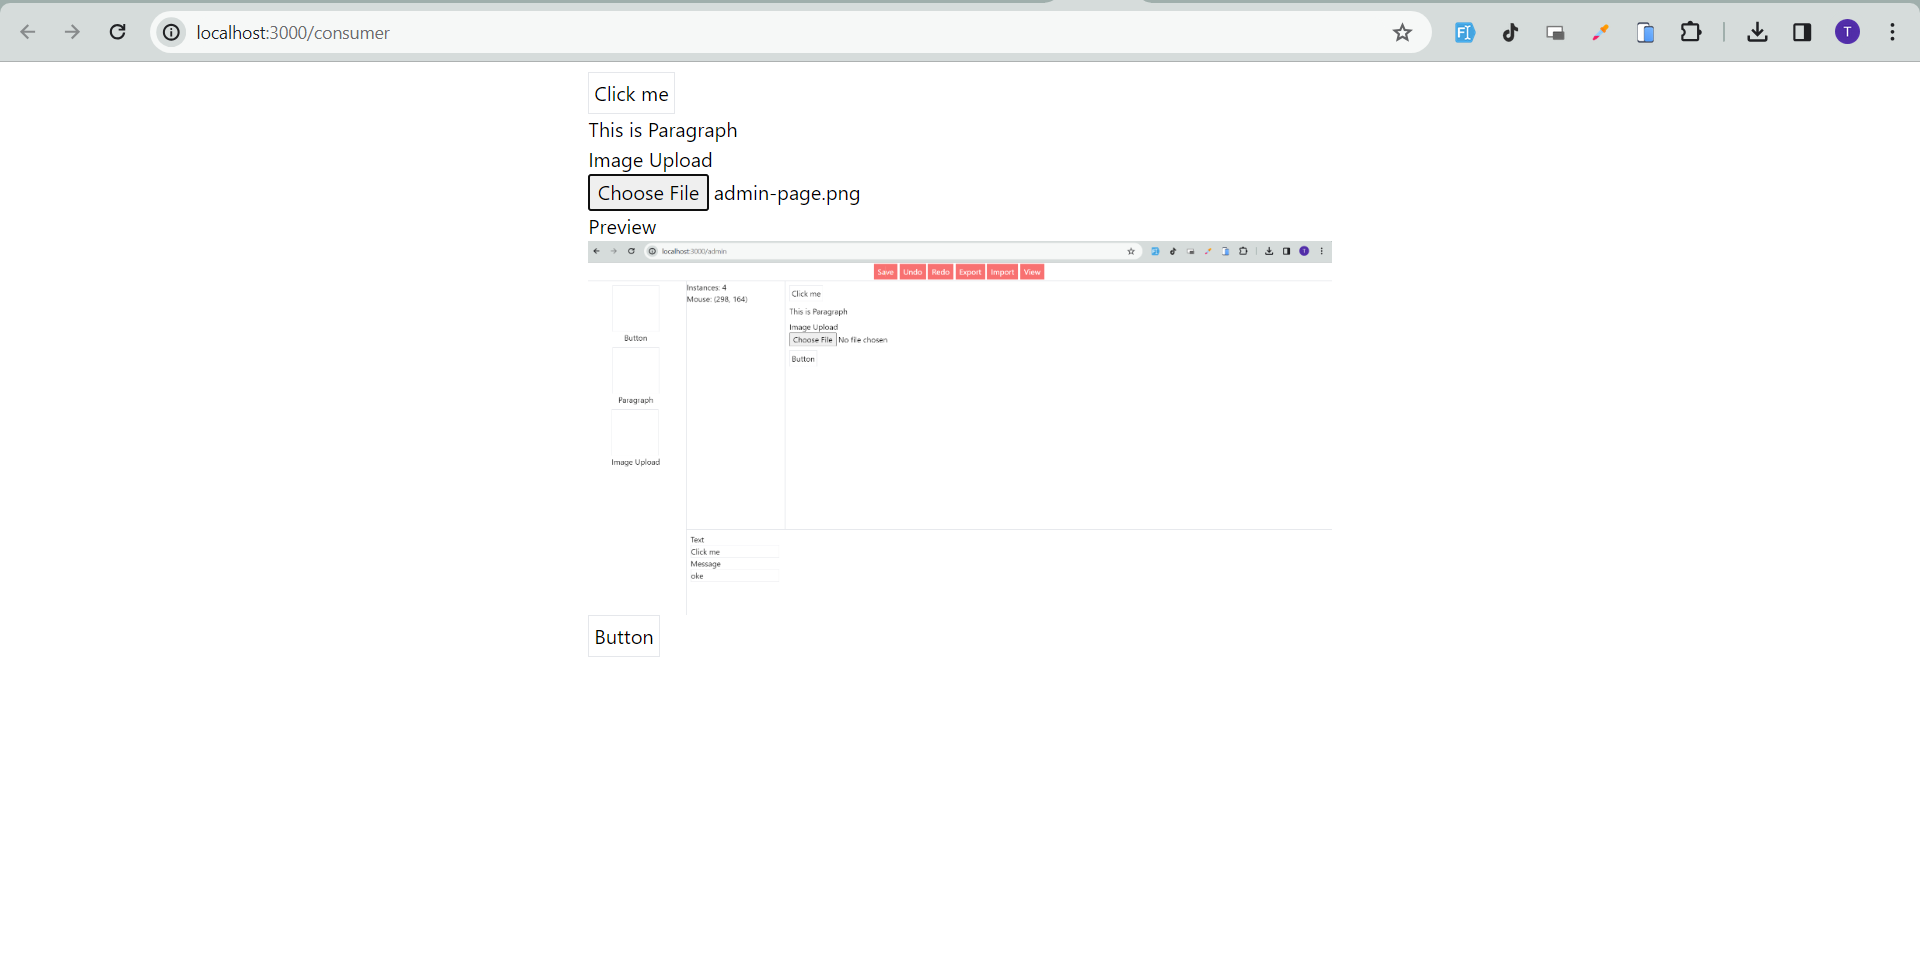 localhost:3000/consumer
T
Click me
This is Paragraph
Image Upload
Choose File admin-page.png
Preview
localhost:3000/admin
Save Undo Redo Export Import View
Instances: 4
Mouse: (298, 164)
Button
Paragraph
Image Upload
Click me
This is Paragraph
Image Upload
Choose File No file chosen
Button
Text
Click me
Message
oke
Button